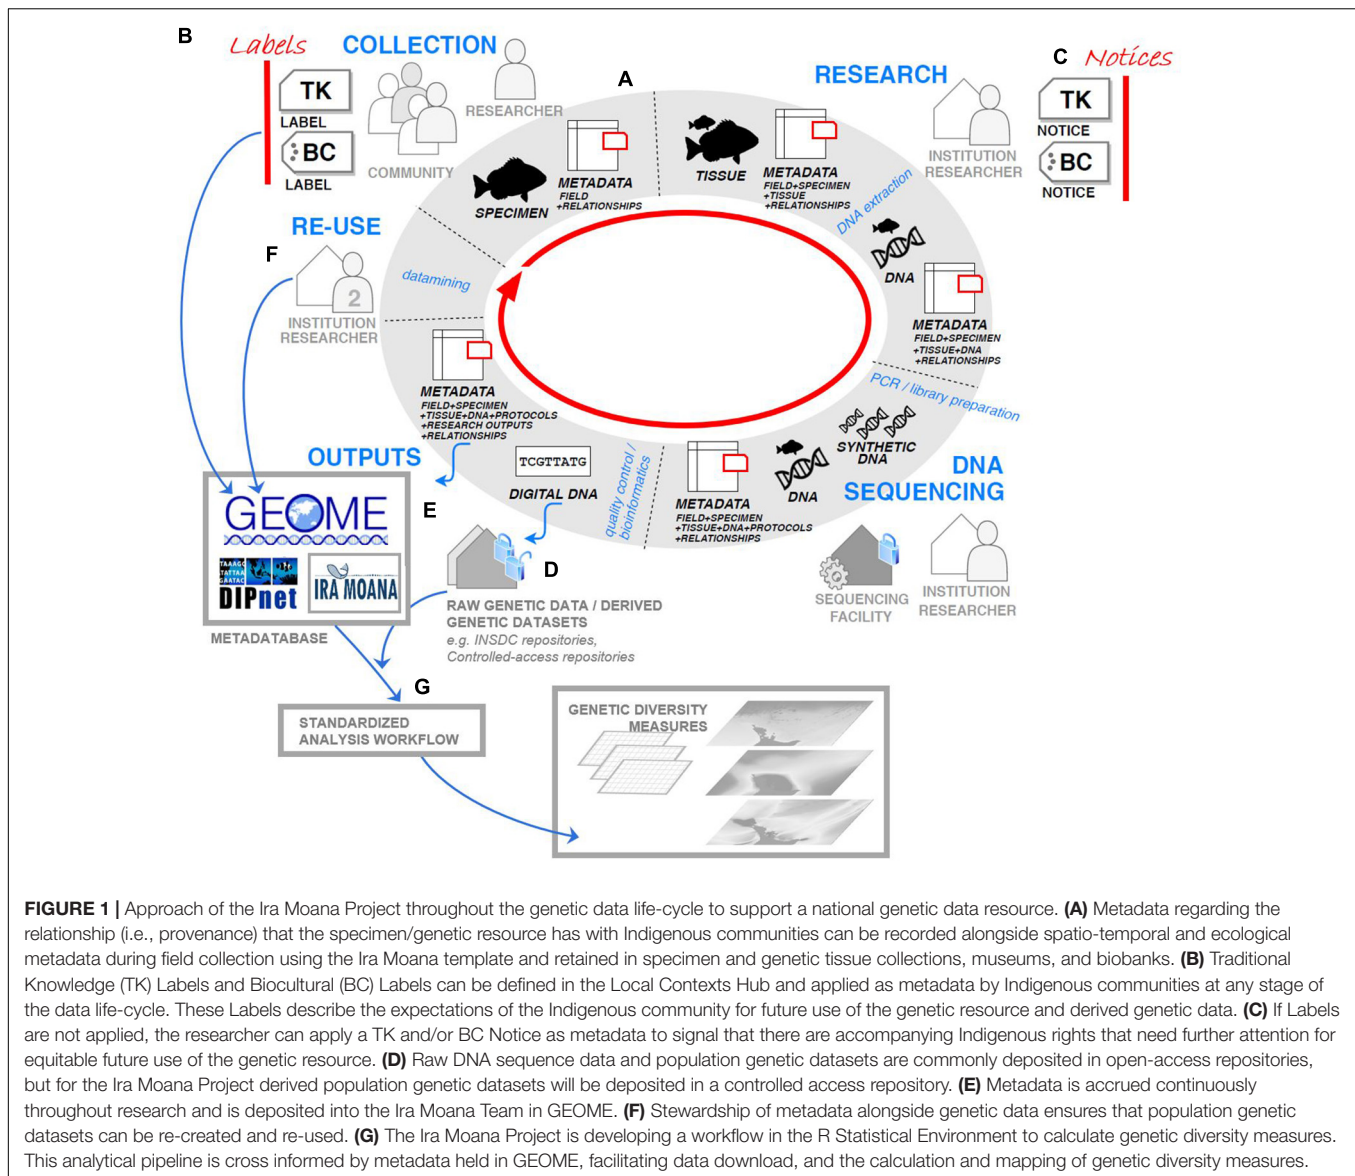 B
Labels
COLLECTION
TK
LABEL
BC
LABEL
COMMUNITY
RESEARCHER
A
SPECIMEN
METADATA
FIELD
+RELATIONSHIPS
TISSUE
METADATA
FIELD+SPECIMEN
+TISSUE
+RELATIONSHIPS
RESEARCH
INSTITUTION
RESEARCHER
C
Notices
TK
NOTICE
BC
NOTICE
DNA extraction
DNA
METADATA
FIELD+SPECIMEN
+TISSUE+DNA
+RELATIONSHIPS
PCR / library preparation
SYNTHETIC
DNA
DNA
METADATA
FIELD+SPECIMEN
+TISSUE+DNA+PROTOCOLS
+RELATIONSHIPS
DNA
SEQUENCING
SEQUENCING
FACILITY
INSTITUTION
RESEARCHER
quality control /
bioinformatics
TCGTTATG
DIGITAL DNA
RE-USE
F
2
INSTITUTION
RESEARCHER
datamining
METADATA
FIELD+SPECIMEN
+TISSUE+DNA+PROTOCOLS
+RESEARCH OUTPUTS
+RELATIONSHIPS
OUTPUTS
E
GEOME
TAAAGC
TATTAA
GAATAC
DIPnet
IRA MOANA
METADATABASE
D
RAW GENETIC DATA / DERIVED
GENETIC DATASETS
e.g. INSDC repositories,
Controlled-access repositories
G
STANDARDIZED
ANALYSIS WORKFLOW
GENETIC DIVERSITY
MEASURES
FIGURE 1 | Approach of the Ira Moana Project throughout the genetic data life-cycle to support a national genetic data resource. (A) Metadata regarding the
relationship (i.e., provenance) that the specimen/genetic resource has with Indigenous communities can be recorded alongside spatio-temporal and ecological
metadata during field collection using the Ira Moana template and retained in specimen and genetic tissue collections, museums, and biobanks. (B) Traditional
Knowledge (TK) Labels and Biocultural (BC) Labels can be defined in the Local Contexts Hub and applied as metadata by Indigenous communities at any stage of
the data life-cycle. These Labels describe the expectations of the Indigenous community for future use of the genetic resource and derived genetic data. (C) If Labels
are not applied, the researcher can apply a TK and/or BC Notice as metadata to signal that there are accompanying Indigenous rights that need further attention for
equitable future use of the genetic resource. (D) Raw DNA sequence data and population genetic datasets are commonly deposited in open-access repositories,
but for the Ira Moana Project derived population genetic datasets will be deposited in a controlled access repository. (E) Metadata is accrued continuously
throughout research and is deposited into the Ira Moana Team in GEOME. (F) Stewardship of metadata alongside genetic data ensures that population genetic
datasets can be re-created and re-used. (G) The Ira Moana Project is developing a workflow in the R Statistical Environment to calculate genetic diversity measures.
This analytical pipeline is cross informed by metadata held in GEOME, facilitating data download, and the calculation and mapping of genetic diversity measures.